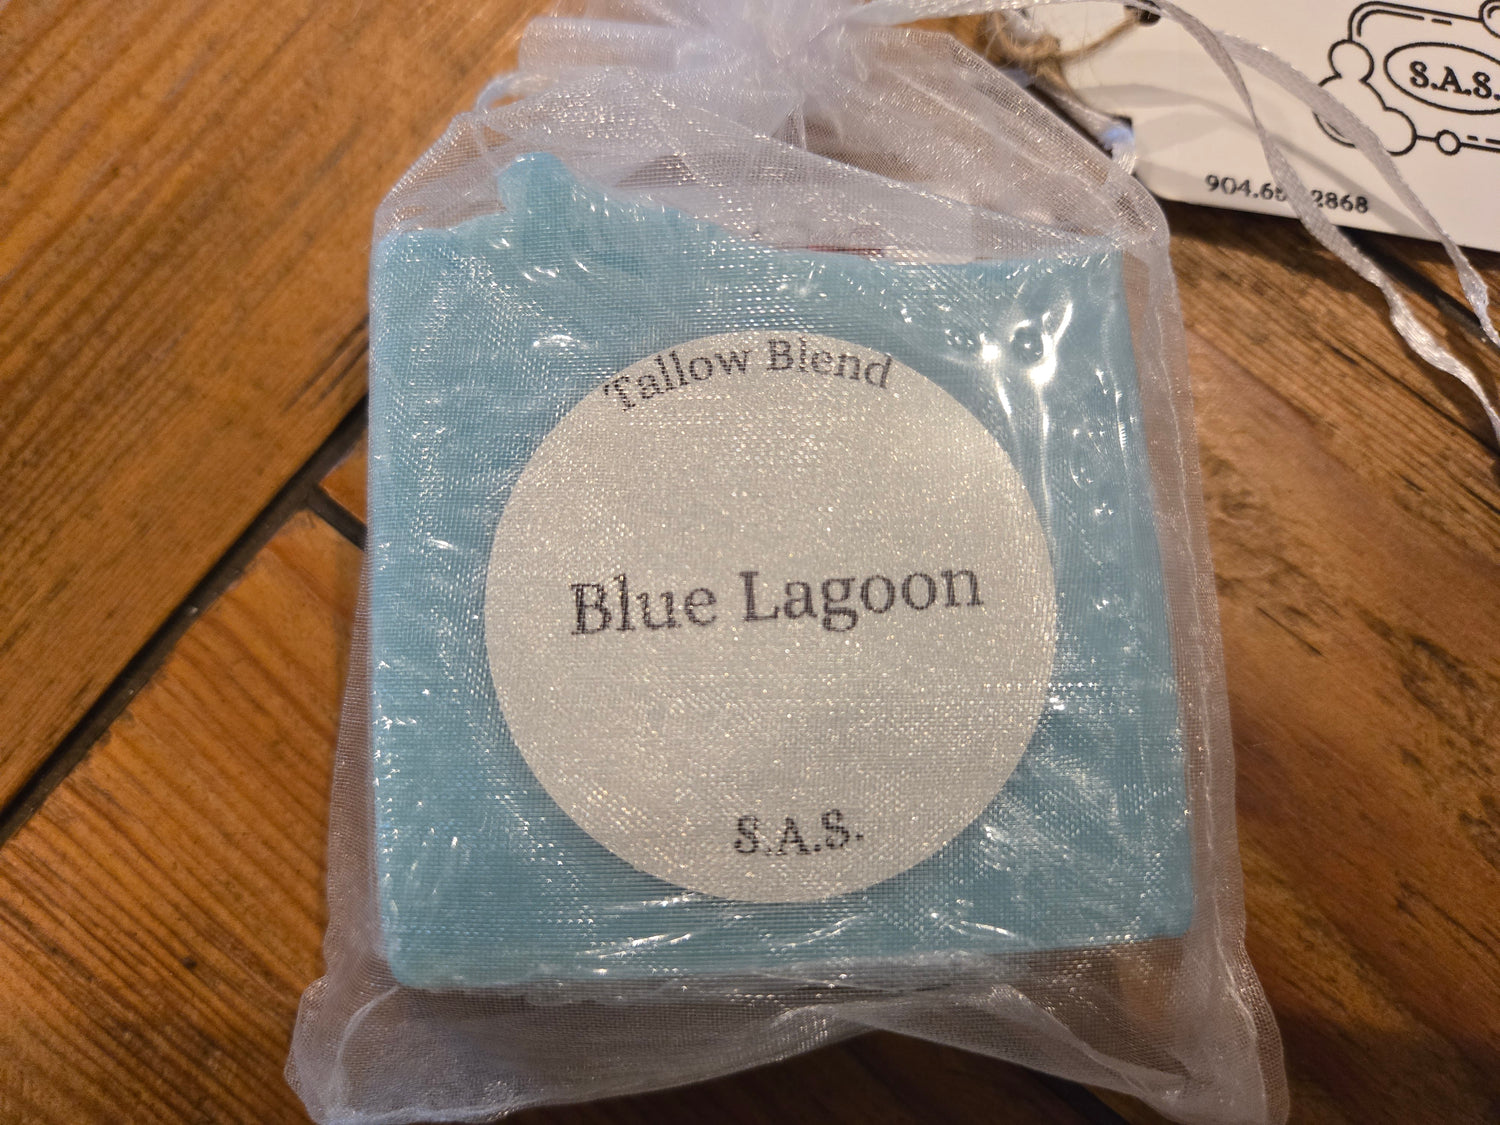 S.A.S.
Tallow Blend
Blue Lagoon
S.A.S.